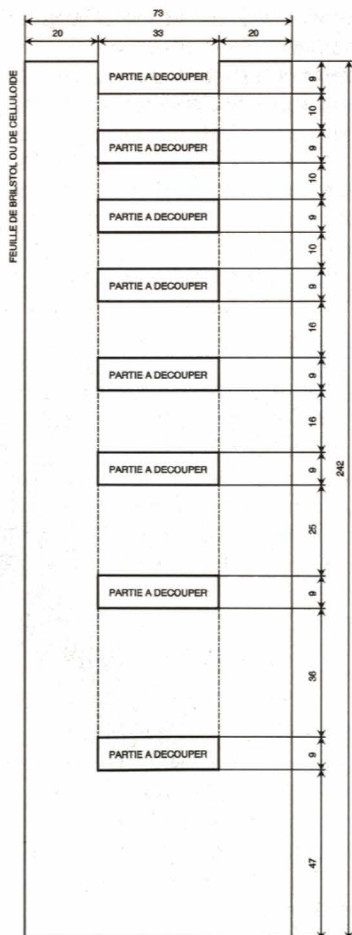 73
20 33 20
FEUILLE DE BRILSTOL OU DE CELLULOIDE
PARTIE A DECOUPER 9
10
PARTIE A DECOUPER 9
10
PARTIE A DECOUPER 9
10
PARTIE A DECOUPER 9
16
PARTIE A DECOUPER 9
16
PARTIE A DECOUPER 9
242
25
PARTIE A DECOUPER 9
36
PARTIE A DECOUPER 9
47